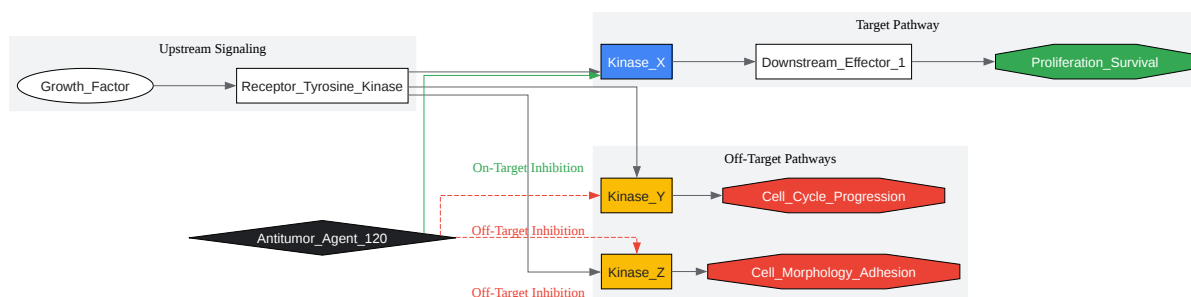 Target Pathway
Upstream Signaling
Kinase_X
Downstream_Effector_1
Proliferation_Survival
Growth_Factor
Receptor_Tyrosine_Kinase
Off-Target Pathways
On-Target Inhibition
Kinase_Y
Cell_Cycle_Progression
Off-Target Inhibition
Antitumor_Agent_120
Kinase_Z
Cell_Morphology_Adhesion
Off-Target Inhibition